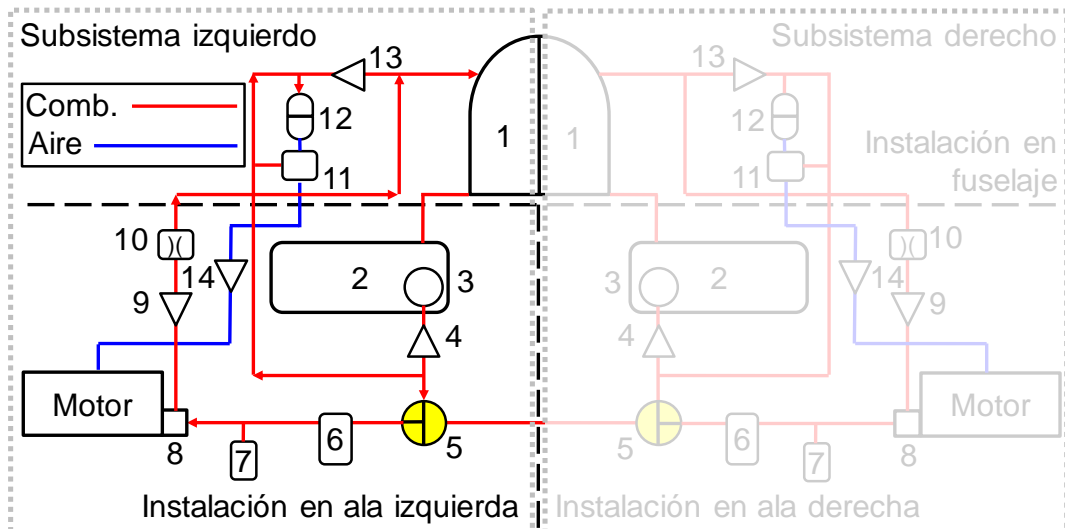 Subsistema izquierdo
Subsistema derecho
13
13
Comb.
Aire
12
12
1
1
11
11
Instalación en
fuselaje
10
10
14
14
2
2
3
3
9
9
4
4
Motor
Motor
8
7
6
5
5
6
7
8
Instalación en ala izquierda
Instalación en ala derecha